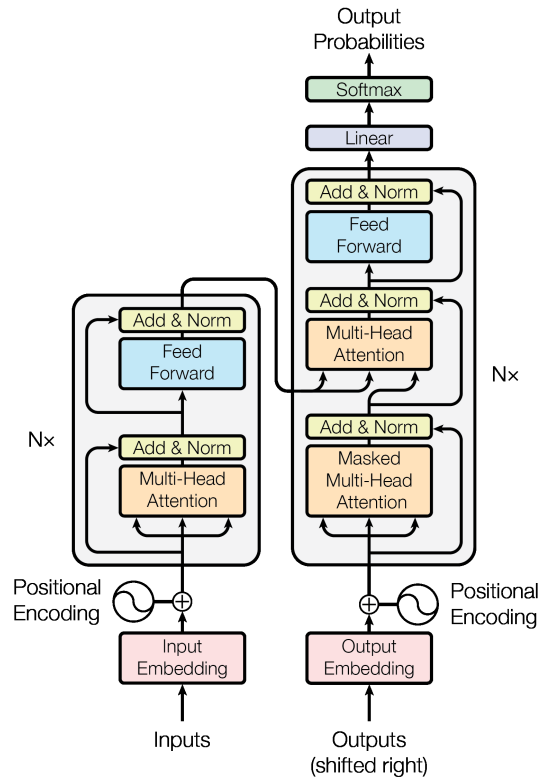 Output
Probabilities
Softmax
Linear
Add & Norm
Feed
Forward
Add & Norm
Multi-Head
Attention
Add & Norm
Masked
Multi-Head
Attention
N×
Add & Norm
Feed
Forward
Add & Norm
Multi-Head
Attention
N×
Positional
Encoding
Positional
Encoding
Input
Embedding
Output
Embedding
Inputs
Outputs
(shifted right)